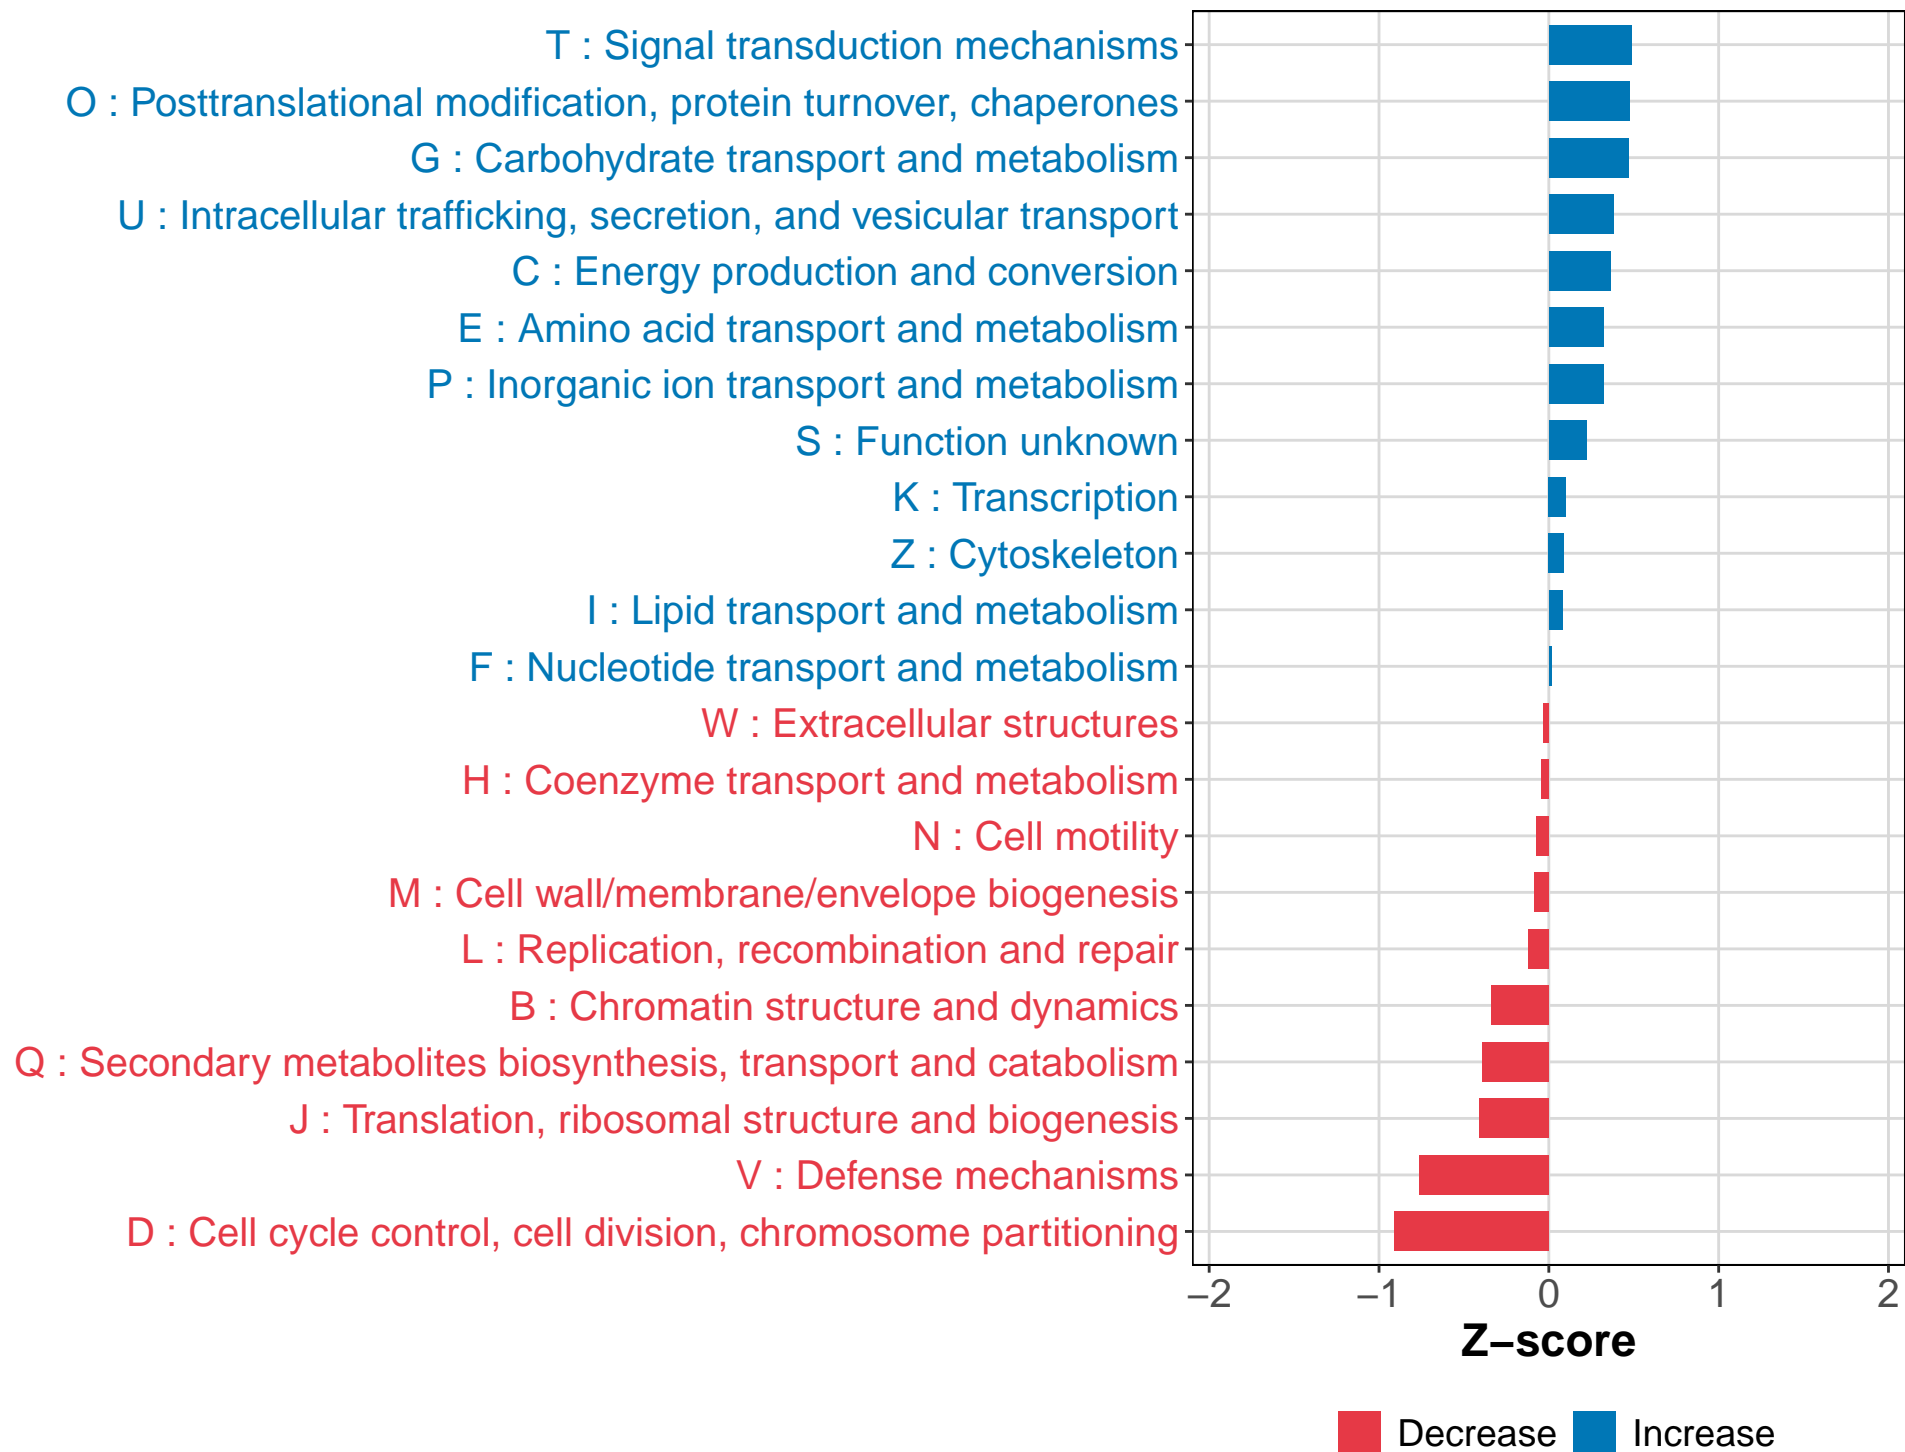 T : Signal transduction mechanisms
O : Posttranslational modification, protein turnover, chaperones
G : Carbohydrate transport and metabolism
U : Intracellular trafficking, secretion, and vesicular transport
C : Energy production and conversion
E : Amino acid transport and metabolism
P : Inorganic ion transport and metabolism
S : Function unknown
K : Transcription
Z : Cytoskeleton
I : Lipid transport and metabolism
F : Nucleotide transport and metabolism
W : Extracellular structures
H : Coenzyme transport and metabolism
N : Cell motility
M : Cell wall/membrane/envelope biogenesis
L : Replication, recombination and repair
B : Chromatin structure and dynamics
Q : Secondary metabolites biosynthesis, transport and catabolism
J : Translation, ribosomal structure and biogenesis
V : Defense mechanisms
D : Cell cycle control, cell division, chromosome partitioning
−2 −1 0 1 2
Z−score
Decrease Increase